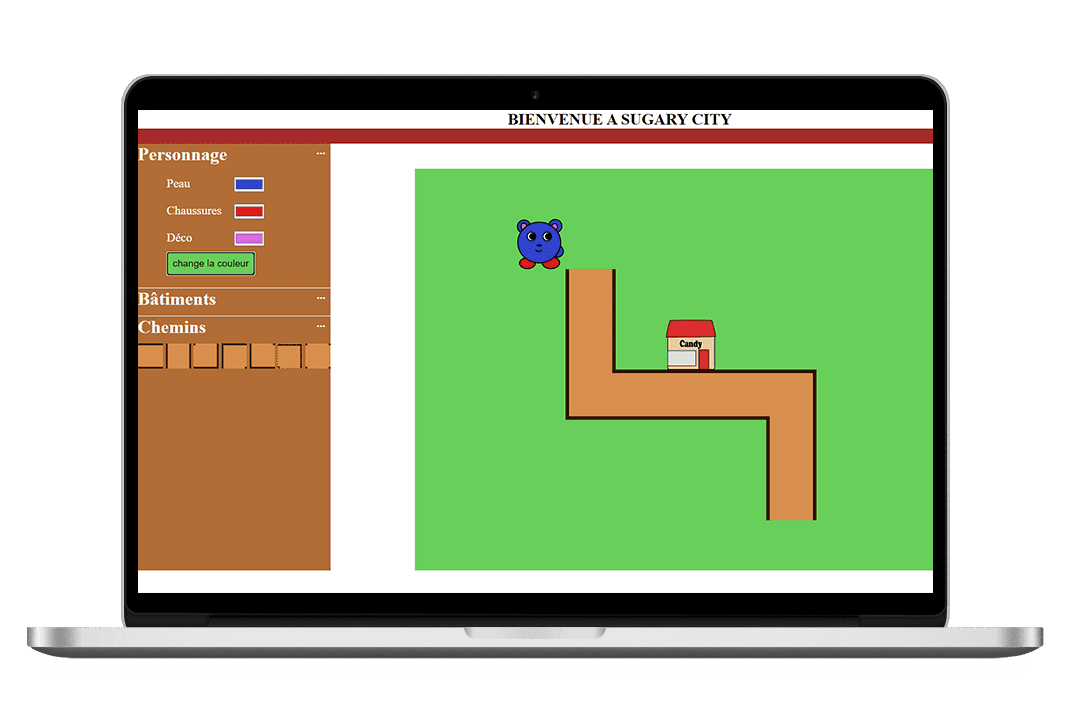 BIENVENUE A SUGARY CITY
Personnage ...
Peau
Chaussures
Déco
change la couleur
Bâtiments ...
Chemins ...
Candy